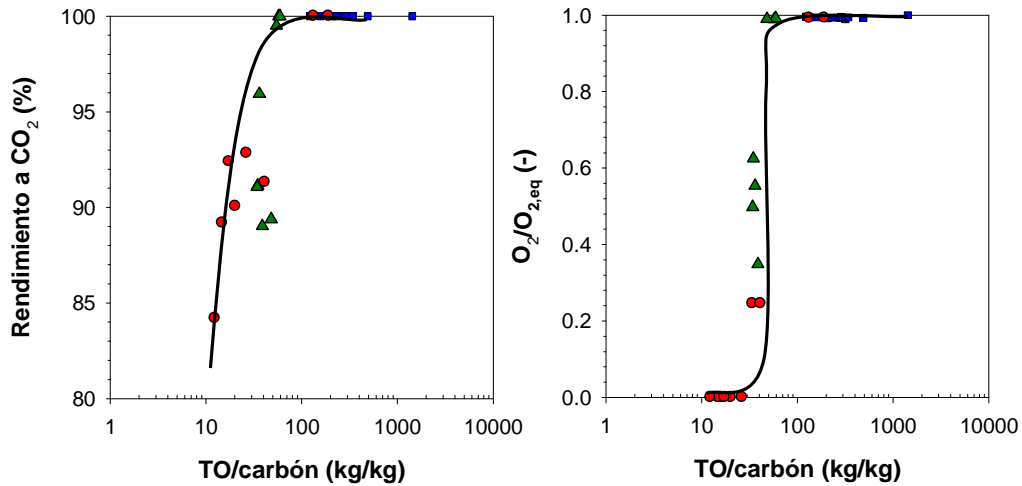 Rendimiento a CO2 (%)
100
95
90
85
80
1 10 100 1000 10000
TO/carbón (kg/kg)
O2/O2,eq (-)
1.0
0.8
0.6
0.4
0.2
0.0
1 10 100 1000 10000
TO/carbón (kg/kg)